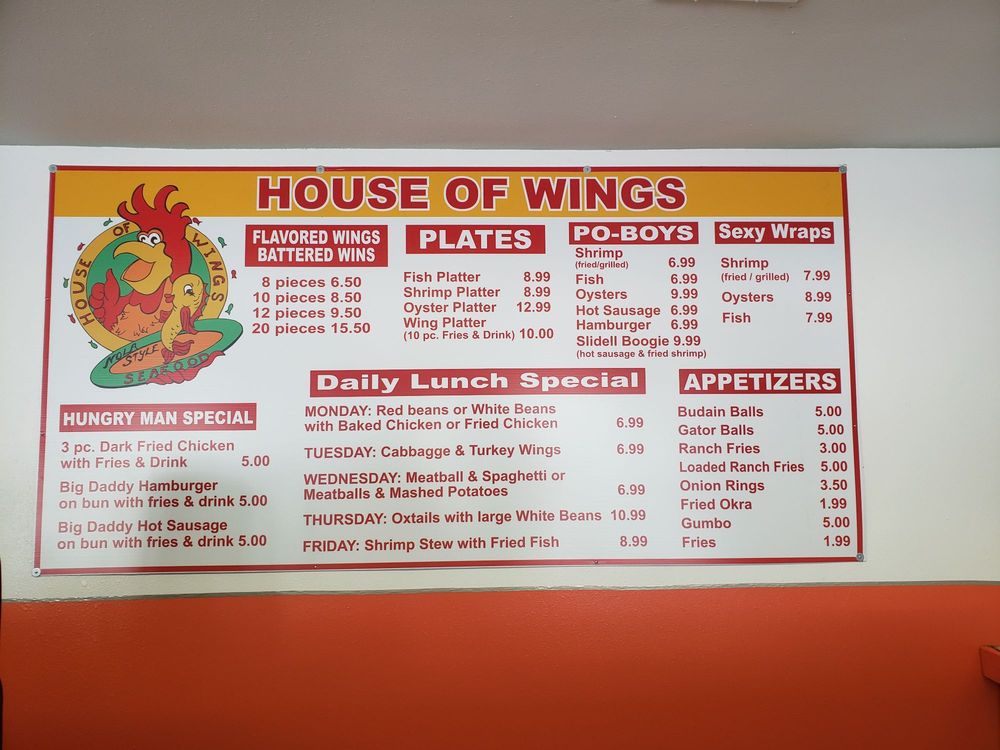 HOUSE OF WINGS
HOUSE OF WINGS
NOLA
STYLE
SEAFOOD
FLAVORED WINGS
BATTERED WINS
8 pieces 6.50
10 pieces 8.50
12 pieces 9.50
20 pieces 15.50
PLATES
Fish Platter 8.99
Shrimp Platter 8.99
Oyster Platter 12.99
Wing Platter
(10 pc. Fries & Drink) 10.00
PO-BOYS
Shrimp
(fried/grilled) 6.99
Fish 6.99
Oysters 9.99
Hot Sausage 6.99
Hamburger 6.99
Slidell Boogie 9.99
(hot sausage & fried shrimp)
Sexy Wraps
Shrimp
(fried / grilled) 7.99
Oysters 8.99
Fish 7.99
HUNGRY MAN SPECIAL
3 pc. Dark Fried Chicken
with Fries & Drink 5.00
Big Daddy Hamburger
on bun with fries & drink 5.00
Big Daddy Hot Sausage
on bun with fries & drink 5.00
Daily Lunch Special
MONDAY: Red beans or White Beans
with Baked Chicken or Fried Chicken 6.99
TUESDAY: Cabbagge & Turkey Wings 6.99
WEDNESDAY: Meatball & Spaghetti or
Meatballs & Mashed Potatoes 6.99
THURSDAY: Oxtails with large White Beans 10.99
FRIDAY: Shrimp Stew with Fried Fish 8.99
APPETIZERS
Budain Balls 5.00
Gator Balls 5.00
Ranch Fries 3.00
Loaded Ranch Fries 5.00
Onion Rings 3.50
Fried Okra 1.99
Gumbo 5.00
Fries 1.99